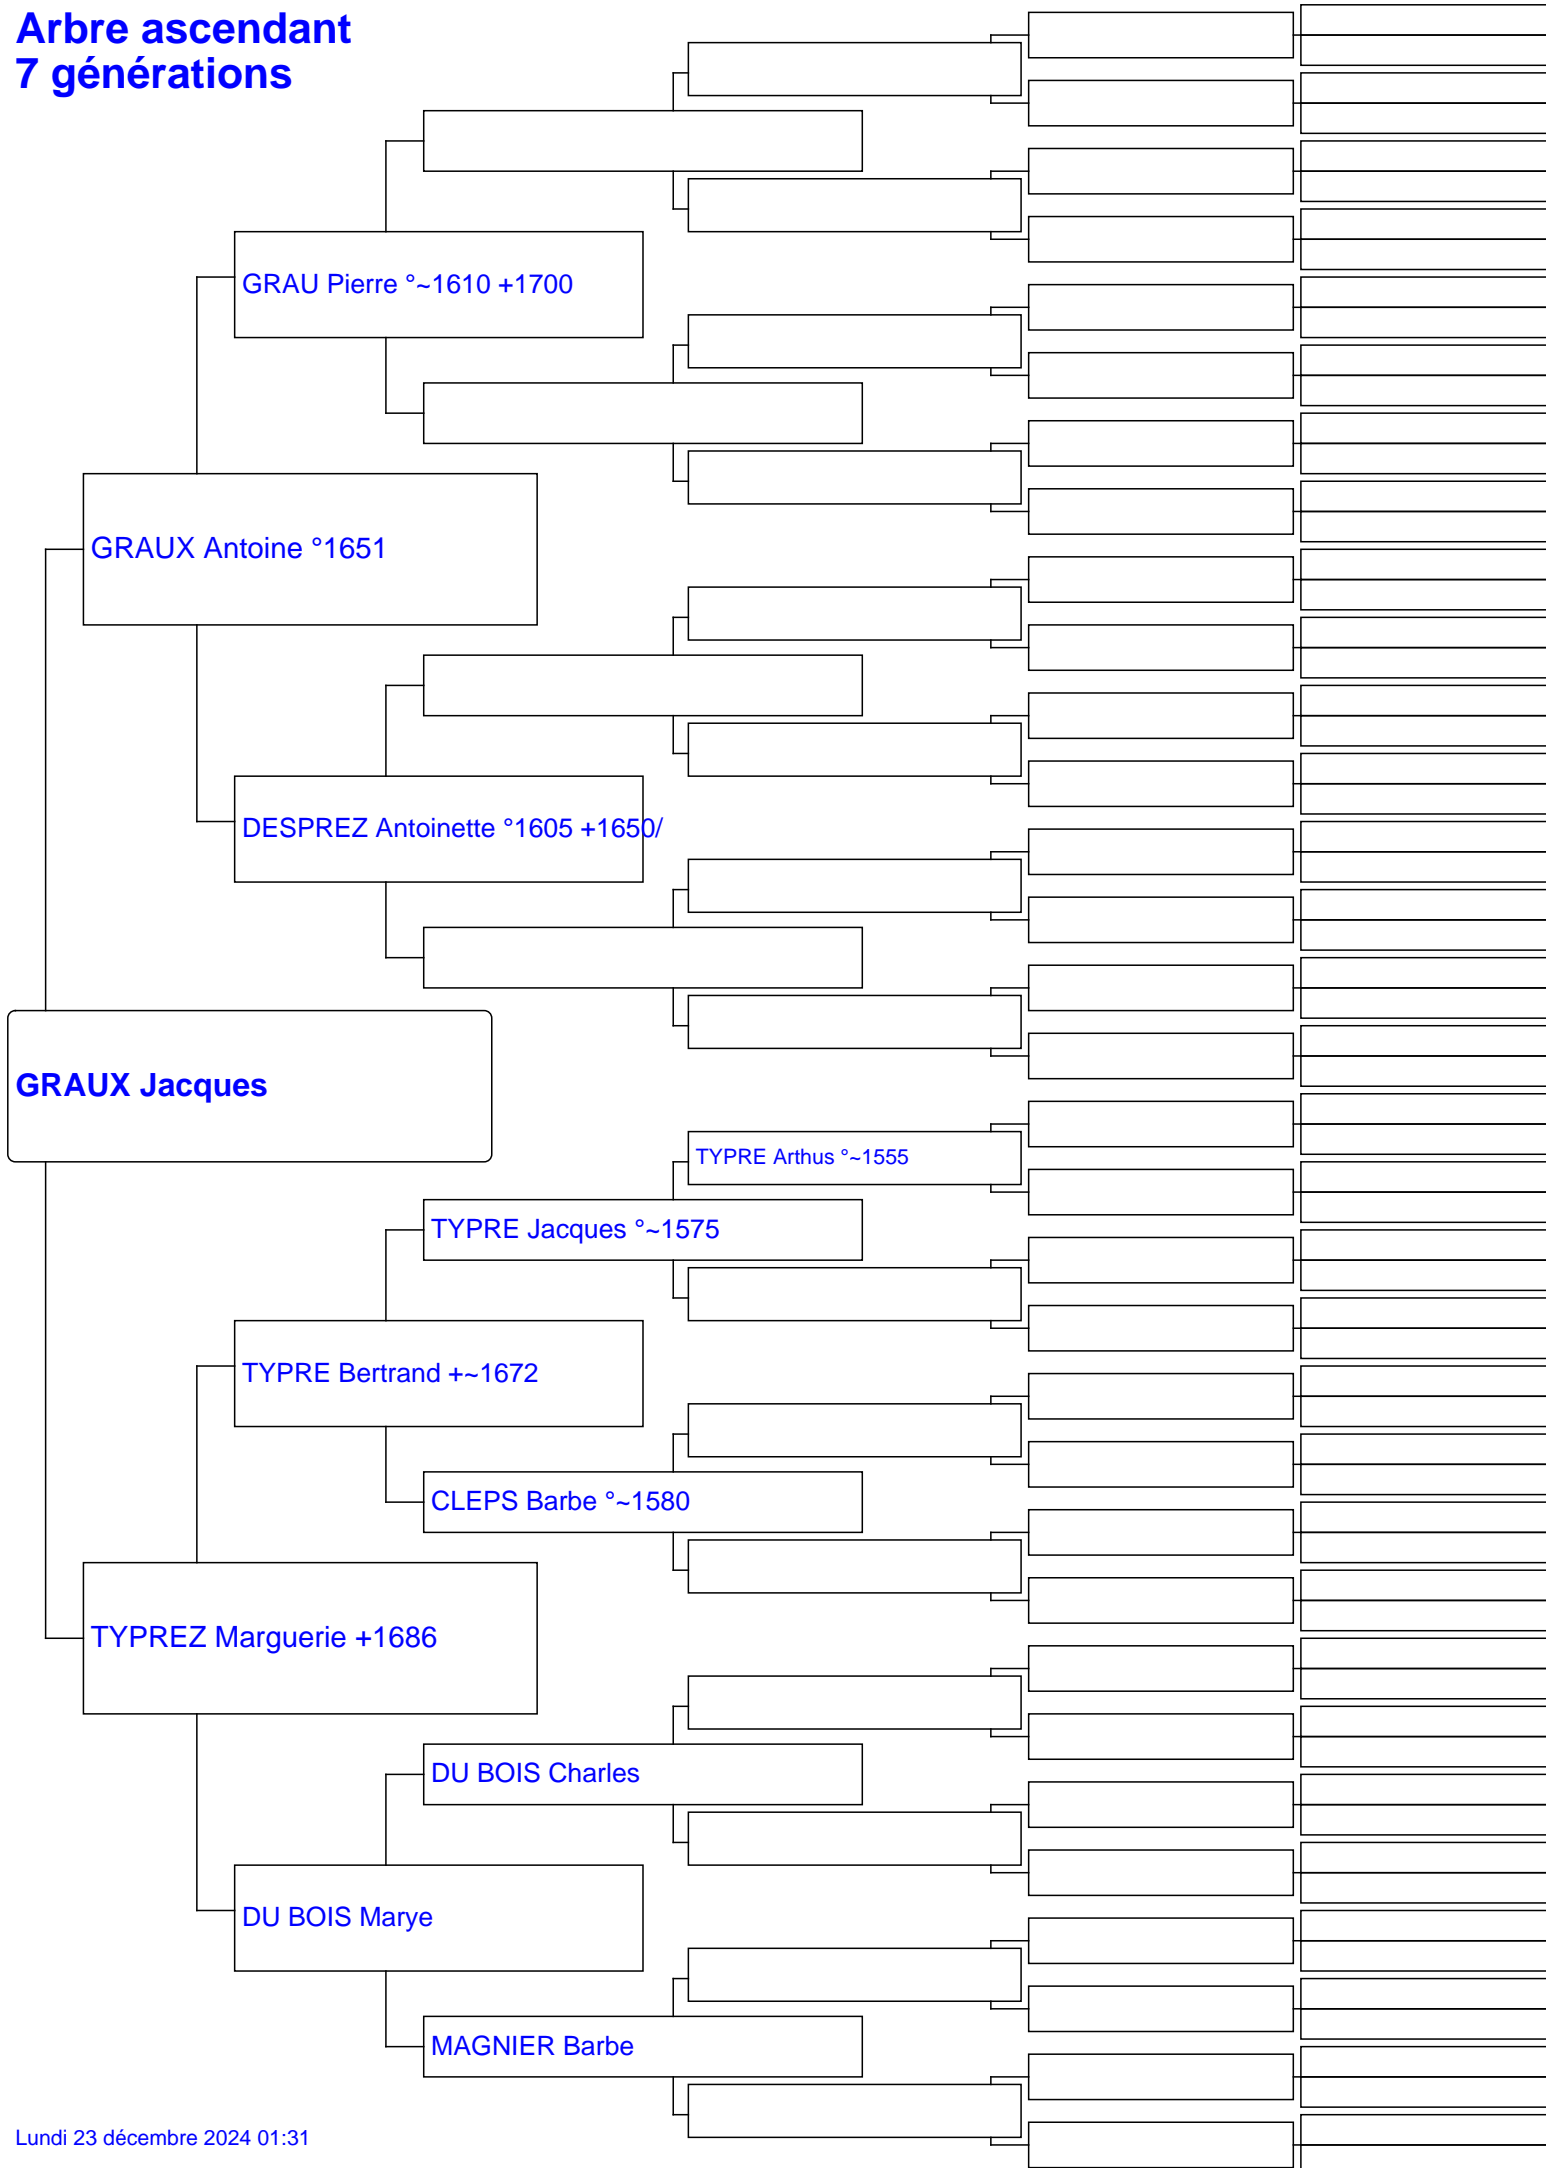 Arbre ascendant
7 générations
GRAU Pierre °~1610 +1700
GRAUX Antoine °1651
DESPREZ Antoinette °1605 +1650/
GRAUX Jacques
TYPRE Arthus °~1555
TYPRE Jacques °~1575
TYPRE Bertrand +~1672
CLEPS Barbe °~1580
TYPREZ Marguerie +1686
DU BOIS Charles
DU BOIS Marye
MAGNIER Barbe
Lundi 23 décembre 2024 01:31